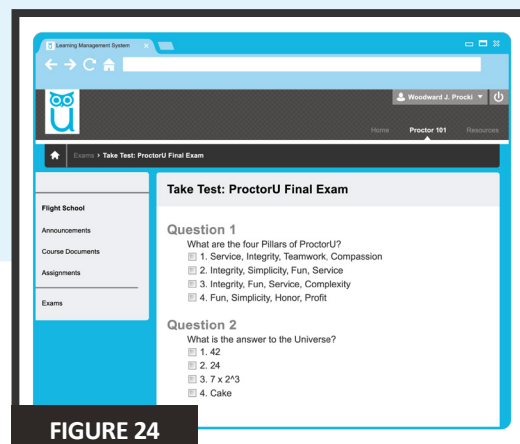 Learning Management System
Woodward J. Procki
Home Proctor 101 Resources
Exams > Take Test: ProctorU Final Exam
Flight School
Announcements
Course Documents
Assignments
Exams
Take Test: ProctorU Final Exam
Question 1
What are the four Pillars of ProctorU?
1. Service, Integrity, Teamwork, Compassion
2. Integrity, Simplicity, Fun, Service
3. Integrity, Fun, Service, Complexity
4. Fun, Simplicity, Honor, Profit
Question 2
What is the answer to the Universe?
1. 42
2. 24
3. 7 x 2^3
4. Cake
FIGURE 24